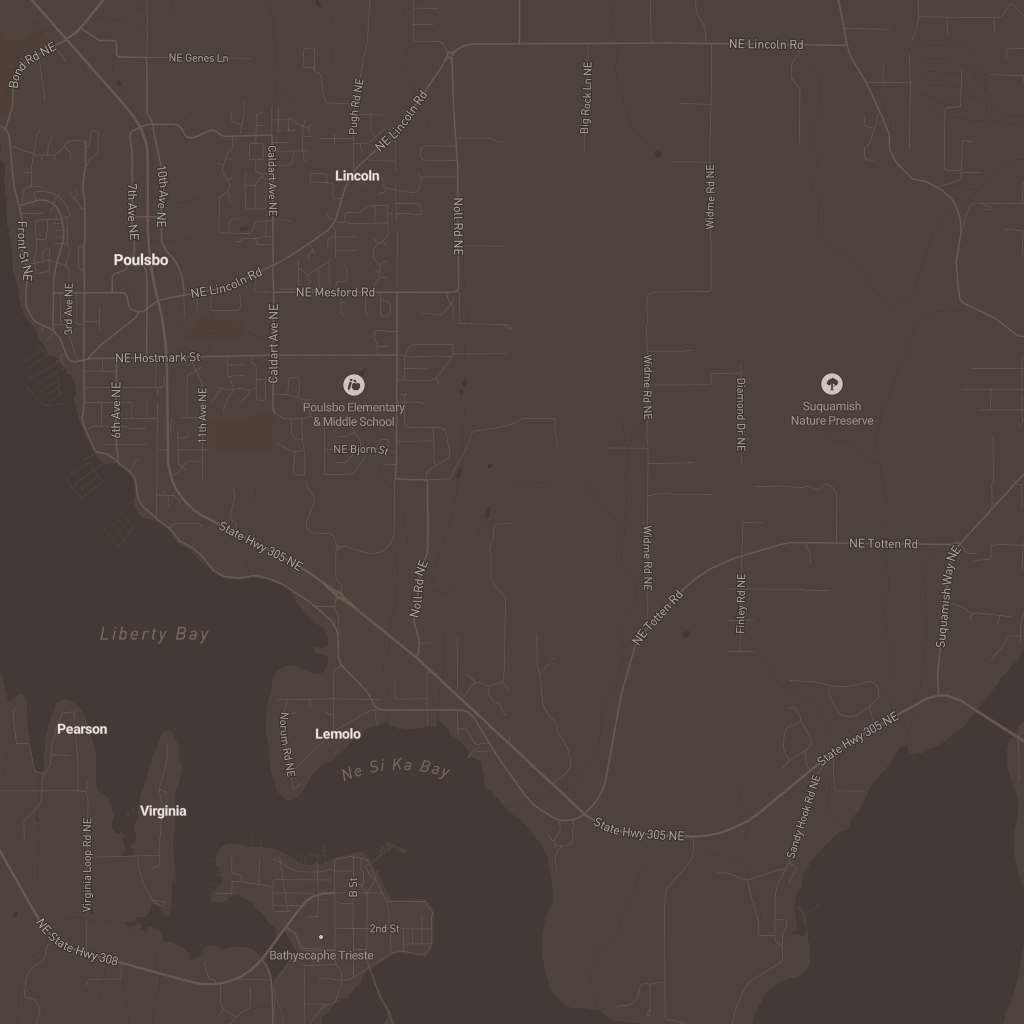 Bond Rd NE
NE Genes Ln
NE Lincoln Rd
Big Rock Ln NE
Pugh Rd NE
NE Lincoln Rd
Caldart Ave NE
Lincoln
10th Ave NE
7th Ave NE
Widme Rd NE
Noll Rd NE
Front St NE
Poulsbo
NE Lincoln Rd
NE Mesford Rd
3rd Ave NE
Caldart Ave NE
NE Hostmark St
Poulsbo Elementary
& Middle School
6th Ave NE
11th Ave NE
NE Bjorn St
Widme Rd NE
Diamond Dr NE
Suquamish
Nature Preserve
State Hwy 305 NE
Noll Rd NE
Widme Rd NE
NE Totten Rd
NE Totten Rd
Finley Rd NE
Suquamish Way NE
Liberty Bay
Pearson
Norum Rd NE
Lemolo
Ne Si Ka Bay
State Hwy 305 NE
Virginia
State Hwy 305 NE
Sandy Hook Rd NE
Virginia Loop Rd NE
B St
2nd St
NE State Hwy 308
Bathyscaphe Trieste